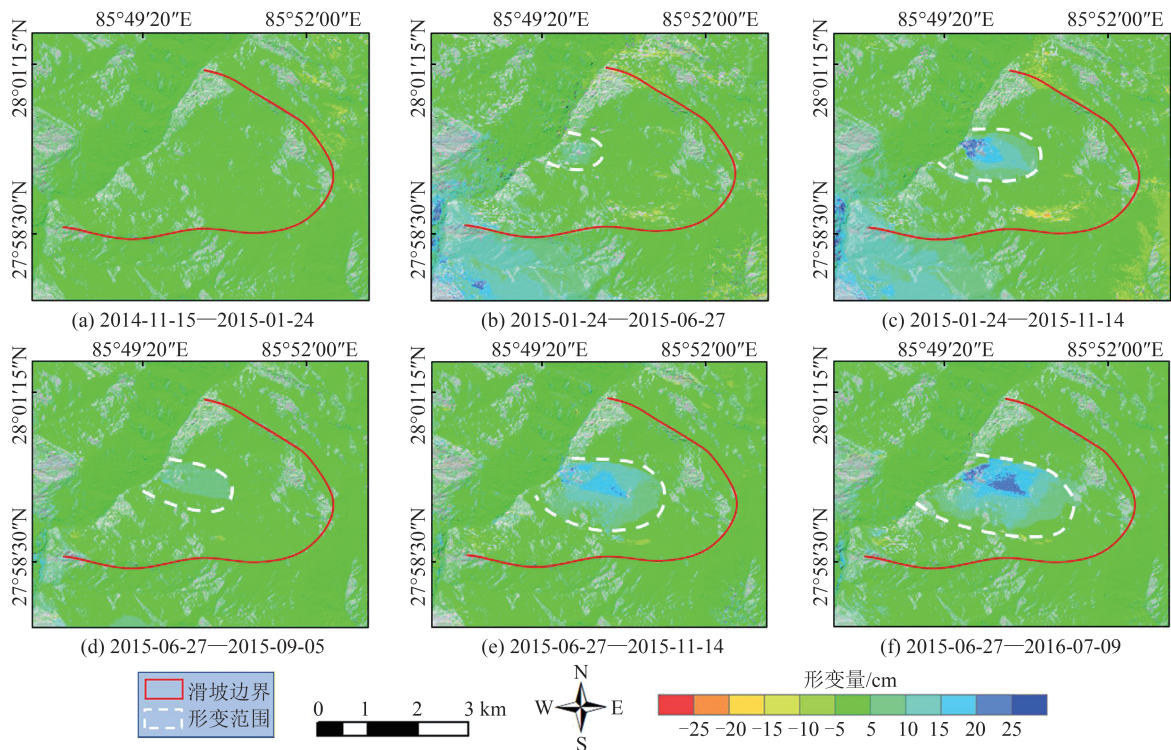 85°49′20″E 85°52′00″E 85°49′20″E 85°52′00″E 85°49′20″E 85°52′00″E
28°01′15″N 28°01′15″N 28°01′15″N
27°58′30″N 27°58′30″N 27°58′30″N
(a) 2014-11-15—2015-01-24 (b) 2015-01-24—2015-06-27 (c) 2015-01-24—2015-11-14
85°49′20″E 85°52′00″E 85°49′20″E 85°52′00″E 85°49′20″E 85°52′00″E
28°01′15″N 28°01′15″N 28°01′15″N
27°58′30″N 27°58′30″N 27°58′30″N
(d) 2015-06-27—2015-09-05 (e) 2015-06-27—2015-11-14 (f) 2015-06-27—2016-07-09
滑坡边界
形变范围
0 1 2 3 km
N
W E
S
形变量/cm
−25 −20 −15 −10 −5 5 10 15 20 25